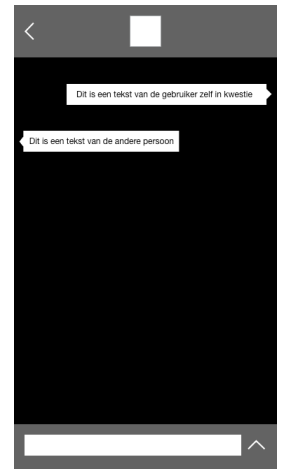 Dit is een tekst van de gebruiker zelf in kwestie
Dit is een tekst van de andere persoon